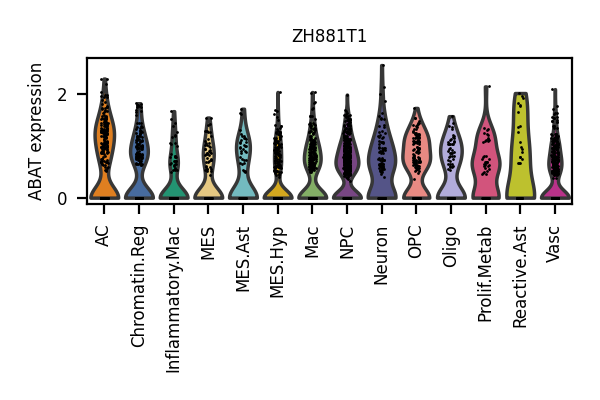 ZH881T1
ABAT expression
2
0
AC
Chromatin.Reg
Inflammatory.Mac
MES
MES.Ast
MES.Hyp
Mac
NPC
Neuron
OPC
Oligo
Prolif.Metab
Reactive.Ast
Vasc